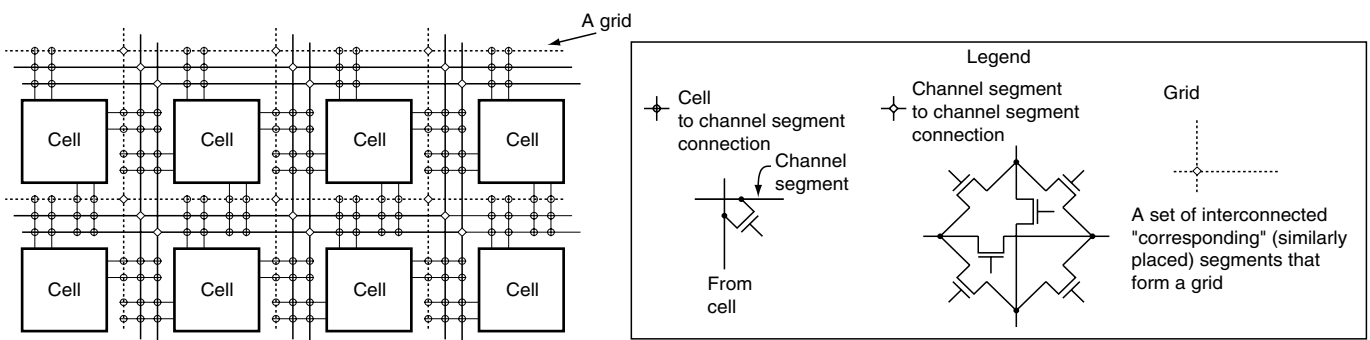 A grid
Cell
Cell
Cell
Cell
Cell
Cell
Cell
Cell
Legend
Cell
to channel segment
connection
Channel
segment
From
cell
Channel segment
to channel segment
connection
Grid
A set of interconnected
"corresponding" (similarly
placed) segments that
form a grid